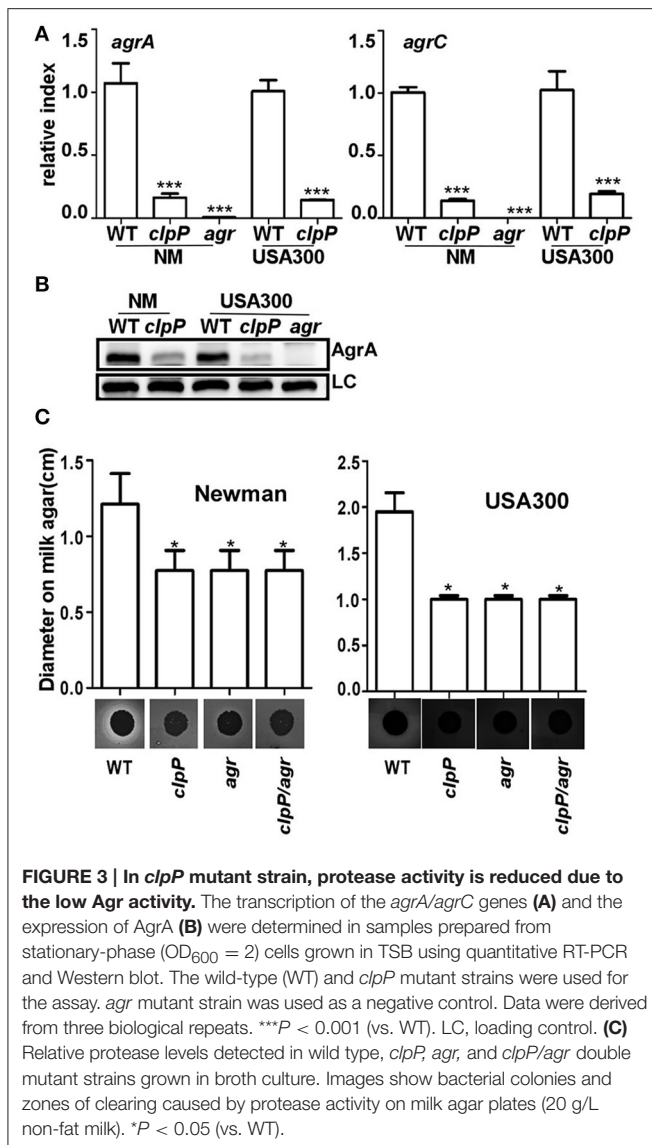 A
agrA
agrC
relative index
1.5
1.0
0.5
0.0
***
***
***
WT clpP agr WT clpP
NM USA300
1.5
1.0
0.5
0.0
***
***
***
WT clpP agr WT clpP
NM USA300
B
NM USA300
WT clpP WT clpP agr
AgrA
LC
C
Diameter on milk agar(cm)
1.5
1.0
0.5
0.0
Newman
* * *
WT
clpP
agr
clpP/agr
2.5
2.0
1.5
1.0
0.5
0.0
USA300
* * *
WT
clpP
agr
clpP/agr
FIGURE 3 | In clpP mutant strain, protease activity is reduced due to
the low Agr activity. The transcription of the agrA/agrC genes (A) and the
expression of AgrA (B) were determined in samples prepared from
stationary-phase (OD600 = 2) cells grown in TSB using quantitative RT-PCR
and Western blot. The wild-type (WT) and clpP mutant strains were used for
the assay. agr mutant strain was used as a negative control. Data were derived
from three biological repeats. ***P < 0.001 (vs. WT). LC, loading control. (C)
Relative protease levels detected in wild type, clpP, agr, and clpP/agr double
mutant strains grown in broth culture. Images show bacterial colonies and
zones of clearing caused by protease activity on milk agar plates (20 g/L
non-fat milk). *P < 0.05 (vs. WT).